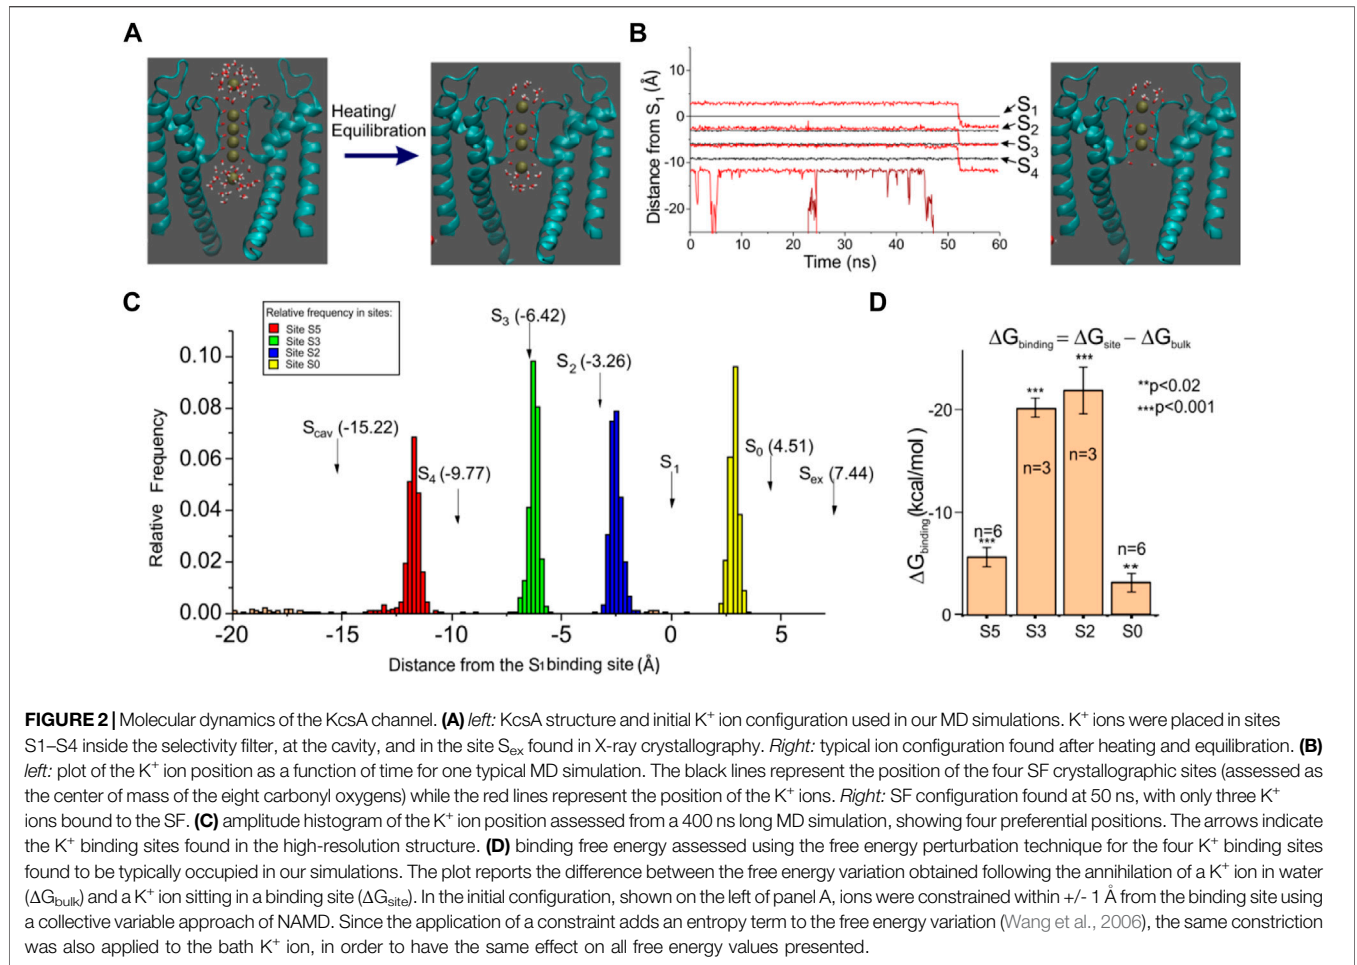 A
Heating/
Equilibration
B
Distance from S1 (Å)
10
0
-10
-20
0
10
20
30
40
50
60
Time (ns)
S1
S2
S3
S4
C
Relative frequency in sites:
Site S5
Site S3
Site S2
Site S0
Relative Frequency
0.10
0.08
0.06
0.04
0.02
0.00
-20
-15
-10
-5
0
5
Distance from the S1 binding site (Å)
Scav (-15.22)
S4 (-9.77)
S3 (-6.42)
S2 (-3.26)
S1
S0 (4.51)
Sex (7.44)
D
ΔGbinding = ΔGsite − ΔGbulk
**p<0.02
***p<0.001
ΔGbinding(kcal/mol)
-20
-10
0
n=6
***
***
n=3
***
n=3
n=6
**
S5
S3
S2
S0
FIGURE 2 | Molecular dynamics of the KcsA channel. (A) left: KcsA structure and initial K+ ion configuration used in our MD simulations. K+ ions were placed in sites
S1–S4 inside the selectivity filter, at the cavity, and in the site Sex found in X-ray crystallography. Right: typical ion configuration found after heating and equilibration. (B)
left: plot of the K+ ion position as a function of time for one typical MD simulation. The black lines represent the position of the four SF crystallographic sites (assessed as
the center of mass of the eight carbonyl oxygens) while the red lines represent the position of the K+ ions. Right: SF configuration found at 50 ns, with only three K+
ions bound to the SF. (C) amplitude histogram of the K+ ion position assessed from a 400 ns long MD simulation, showing four preferential positions. The arrows indicate
the K+ binding sites found in the high-resolution structure. (D) binding free energy assessed using the free energy perturbation technique for the four K+ binding sites
found to be typically occupied in our simulations. The plot reports the difference between the free energy variation obtained following the annihilation of a K+ ion in water
(ΔGbulk) and a K+ ion sitting in a binding site (ΔGsite). In the initial configuration, shown on the left of panel A, ions were constrained within +/- 1 Å from the binding site using
a collective variable approach of NAMD. Since the application of a constraint adds an entropy term to the free energy variation (Wang et al., 2006), the same constriction
was also applied to the bath K+ ion, in order to have the same effect on all free energy values presented.